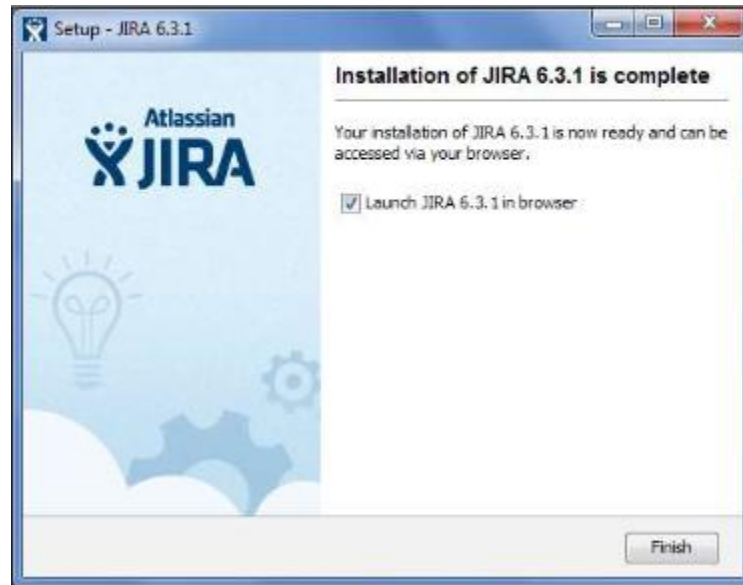 Setup - JIRA 6.3.1
Installation of JIRA 6.3.1 is complete
Atlassian
JIRA
Your installation of JIRA 6.3.1 is now ready and can be
accessed via your browser.
Launch JIRA 6.3.1 in browser
Finish